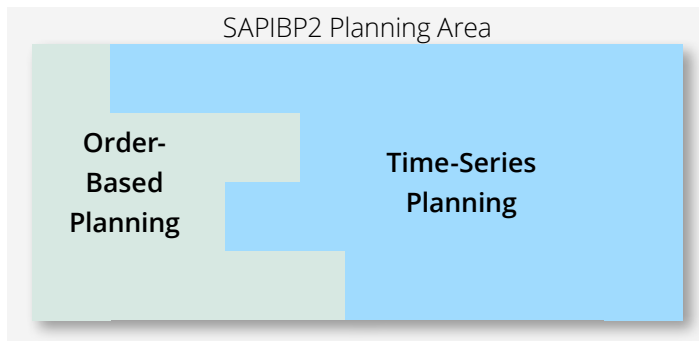 SAPIBP2 Planning Area
Order-
Based
Planning
Time-Series
Planning